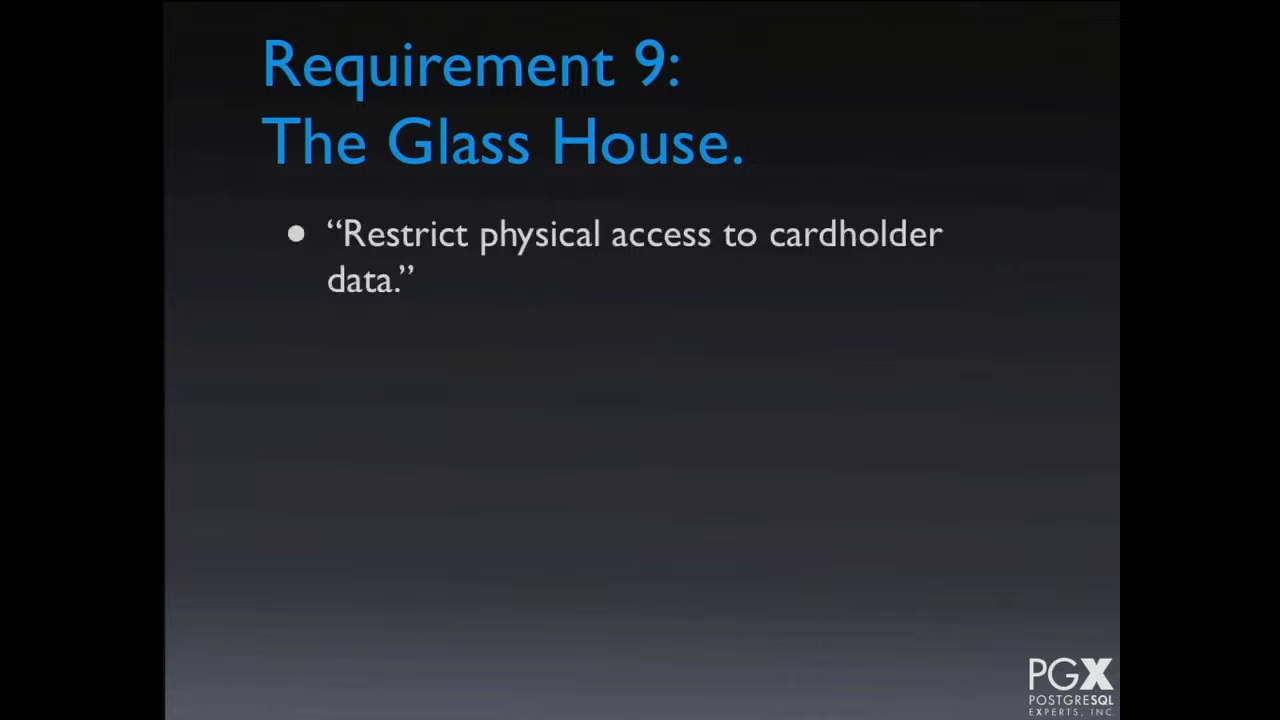 Requirement 9:
The Glass House.
● “Restrict physical access to cardholder
data.”
PGX
POSTGRESQL
EXPERTS, INC.